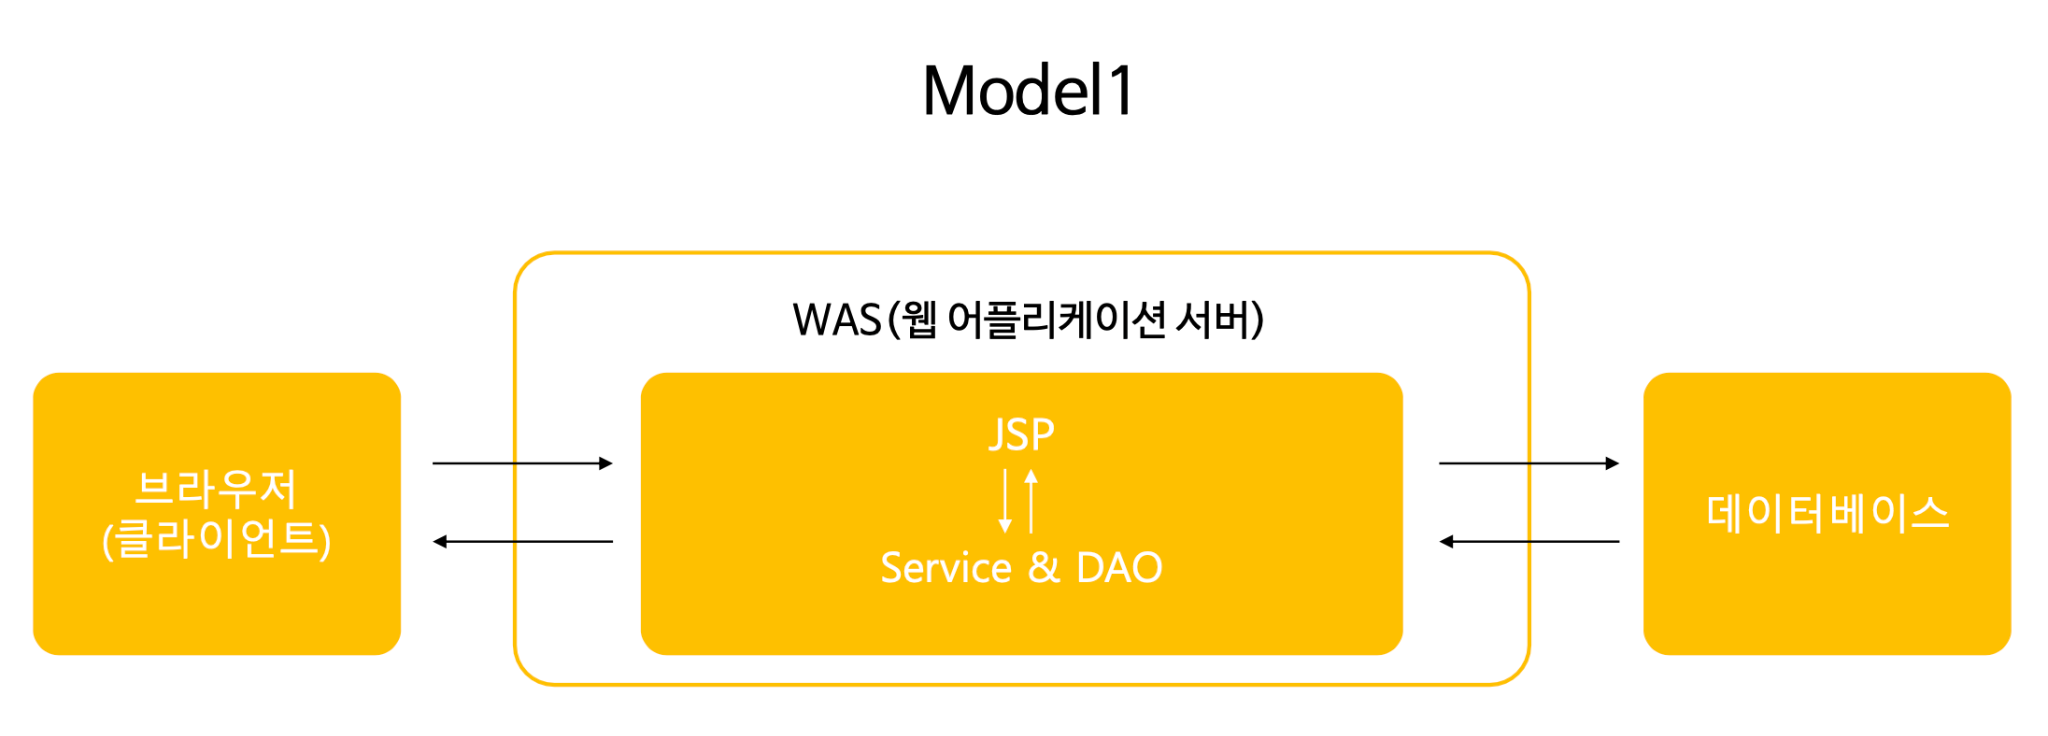 Model1
WAS(웹 어플리케이션 서버)
브라우저
(클라이언트)
JSP
Service & DAO
데이터베이스